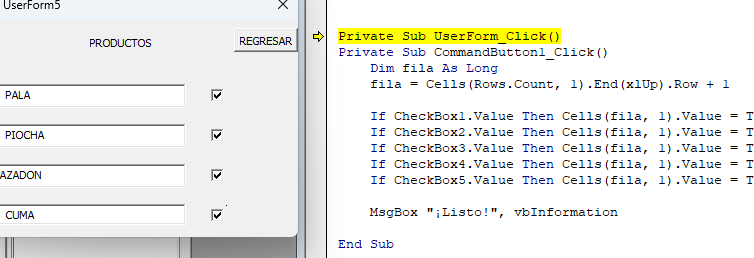 UserForm5
PRODUCTOS
REGRESAR
PALA
PIOCHA
AZADON
CUMA
Private Sub UserForm_Click()
Private Sub CommandButton1_Click()
Dim fila As Long
fila = Cells(Rows.Count, 1).End(xlUp).Row + 1
If CheckBox1.Value Then Cells(fila, 1).Value = T
If CheckBox2.Value Then Cells(fila, 1).Value = T
If CheckBox3.Value Then Cells(fila, 1).Value = T
If CheckBox4.Value Then Cells(fila, 1).Value = T
If CheckBox5.Value Then Cells(fila, 1).Value = T
MsgBox "¡Listo!", vbInformation
End Sub